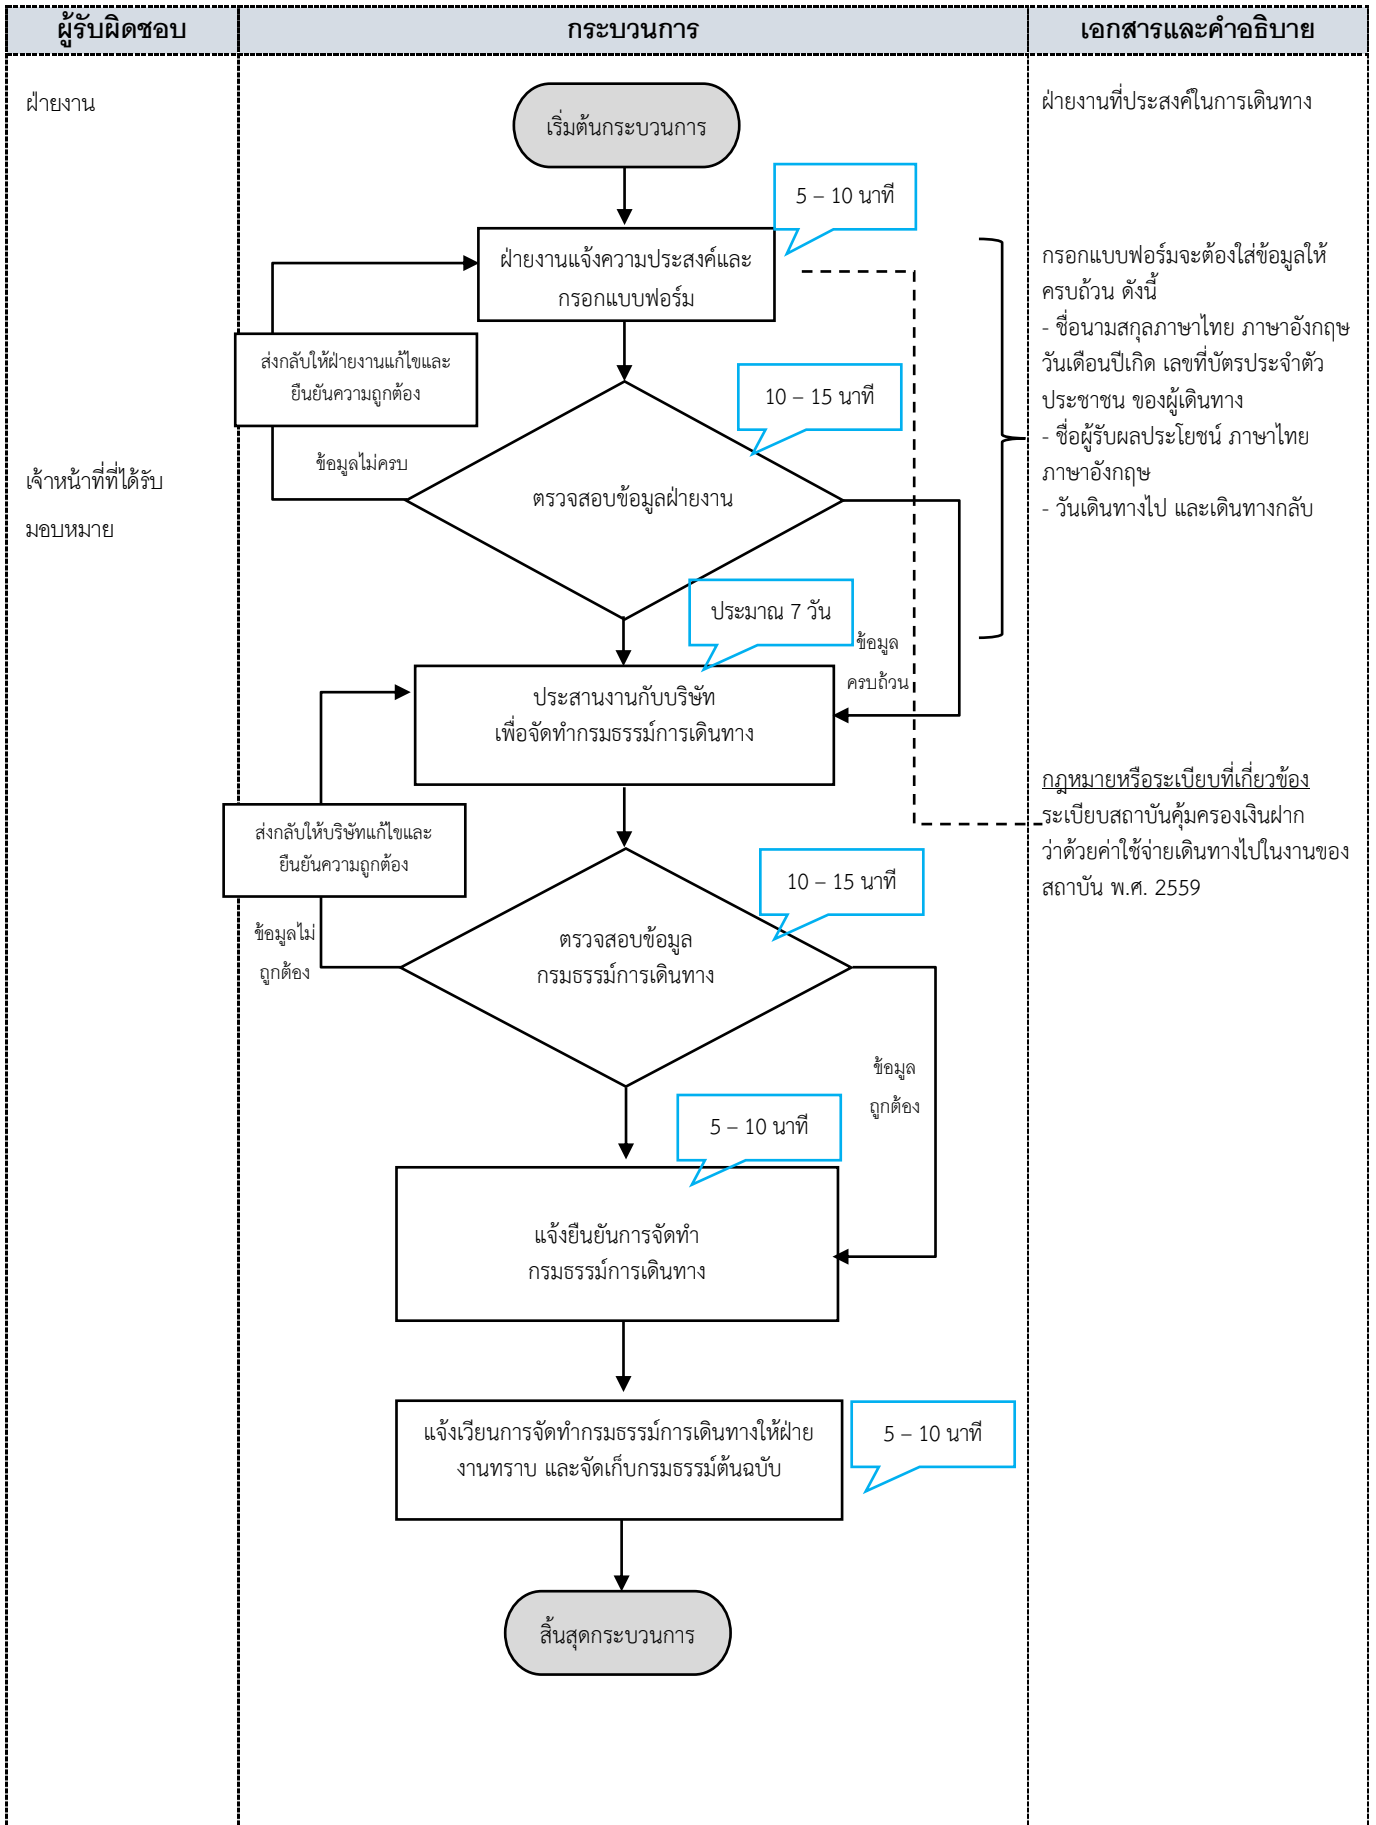 ผู้รับผิดชอบ
กระบวนการ
เอกสารและคำอธิบาย
ฝ่ายงาน
เริ่มต้นกระบวนการ
ฝ่ายงานที่ประสงค์ในการเดินทาง
5 – 10 นาที
ฝ่ายงานแจ้งความประสงค์และ
กรอกแบบฟอร์ม
กรอกแบบฟอร์มจะต้องใส่ข้อมูลให้
ครบถ้วน ดังนี้
- ชื่อนามสกุลภาษาไทย ภาษาอังกฤษ
วันเดือนปีเกิด เลขที่บัตรประจำตัว
ประชาชน ของผู้เดินทาง
- ชื่อผู้รับผลประโยชน์ ภาษาไทย
ภาษาอังกฤษ
- วันเดินทางไป และเดินทางกลับ
ส่งกลับให้ฝ่ายงานแก้ไขและ
ยืนยันความถูกต้อง
10 – 15 นาที
ข้อมูลไม่ครบ
เจ้าหน้าที่ที่ได้รับ
มอบหมาย
ตรวจสอบข้อมูลฝ่ายงาน
ประมาณ 7 วัน
ข้อมูล
ครบถ้วน
ประสานงานกับบริษัท
เพื่อจัดทำกรมธรรม์การเดินทาง
กฎหมายหรือระเบียบที่เกี่ยวข้อง
ระเบียบสถาบันคุ้มครองเงินฝาก
ว่าด้วยค่าใช้จ่ายเดินทางไปในงานของ
สถาบัน พ.ศ. 2559
ส่งกลับให้บริษัทแก้ไขและ
ยืนยันความถูกต้อง
10 – 15 นาที
ข้อมูลไม่
ถูกต้อง
ตรวจสอบข้อมูล
กรมธรรม์การเดินทาง
ข้อมูล
ถูกต้อง
5 – 10 นาที
แจ้งยืนยันการจัดทำ
กรมธรรม์การเดินทาง
แจ้งเวียนการจัดทำกรมธรรม์การเดินทางให้ฝ่าย
งานทราบ และจัดเก็บกรมธรรม์ต้นฉบับ
5 – 10 นาที
สิ้นสุดกระบวนการ